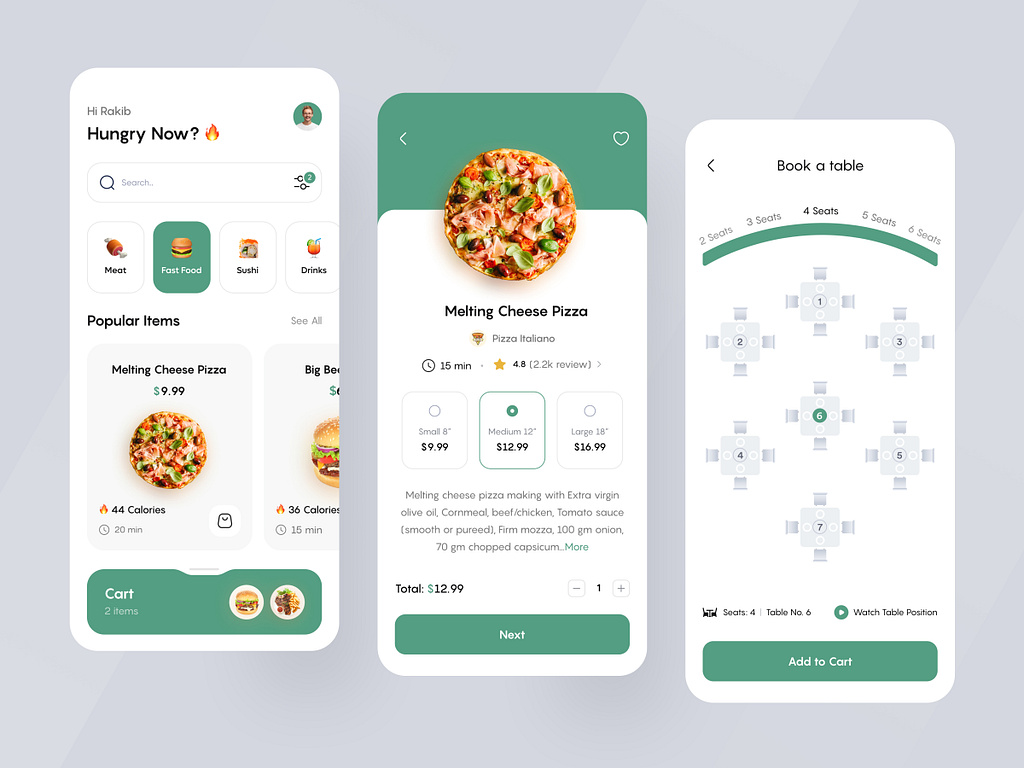 Hi Rakib
Hungry Now? 🔥
Search..
2
Meat
Fast Food
Sushi
Drinks
Popular Items
See All
Melting Cheese Pizza
$9.99
🔥 44 Calories
20 min
Big Bee
$6
🔥 36 Calories
15 min
Cart
2 items
Melting Cheese Pizza
Pizza Italiano
15 min
4.8 (2.2k review)
Small 8"
$9.99
Medium 12"
$12.99
Large 18"
$16.99
Melting cheese pizza making with Extra virgin
olive oil, Cornmeal, beef/chicken, Tomato sauce
(smooth or pureed), Firm mozza, 100 gm onion,
70 gm chopped capsicum..More
Total: $12.99
1
Next
Book a table
2 Seats
3 Seats
4 Seats
5 Seats
6 Seats
1
2
3
6
4
5
7
Seats: 4 | Table No. 6
Watch Table Position
Add to Cart